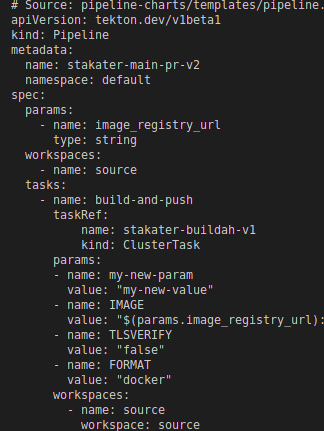 # Source: pipeline-charts/templates/pipeline.
apiVersion: tekton.dev/v1beta1
kind: Pipeline
metadata:
  name: stakater-main-pr-v2
  namespace: default
spec:
  params:
    - name: image_registry_url
      type: string
  workspaces:
    - name: source
  tasks:
    - name: build-and-push
      taskRef:
          name: stakater-buildah-v1
          kind: ClusterTask
      params:
      - name: my-new-param
        value: "my-new-value"
      - name: IMAGE
        value: "$(params.image_registry_url):
      - name: TLSVERIFY
        value: "false"
      - name: FORMAT
        value: "docker"
      workspaces:
        - name: source
          workspace: source